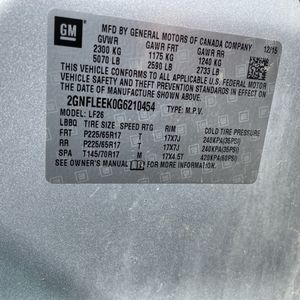 GM
MFD BY GENERAL MOTORS OF CANADA COMPANY 12/15
GVWR GAWR FRT GAWR RR
2300 KG 1175 KG 1240 KG
5070 LB 2590 LB 2733 LB
THIS VEHICLE CONFORMS TO ALL APPLICABLE U.S. FEDERAL MOTOR
VEHICLE SAFETY AND THEFT PREVENTION STANDARDS IN EFFECT ON
THE DATE OF MANUFACTURE SHOWN ABOVE.
2GNFLEEK0G6210454 TYPE: M.P.V.
MODEL: LF26
LBBQ TIRE SIZE SPEED RTG RIM COLD TIRE PRESSURE
FRT P225/65R17 T 17X7J 240KPA(35PSI)
RR P225/65R17 T 17X7J 240KPA(35PSI)
SPA T145/70R17 M 17X4.5T 420KPA(60PSI)
SEE OWNER'S MANUAL FOR MORE INFORMATION.